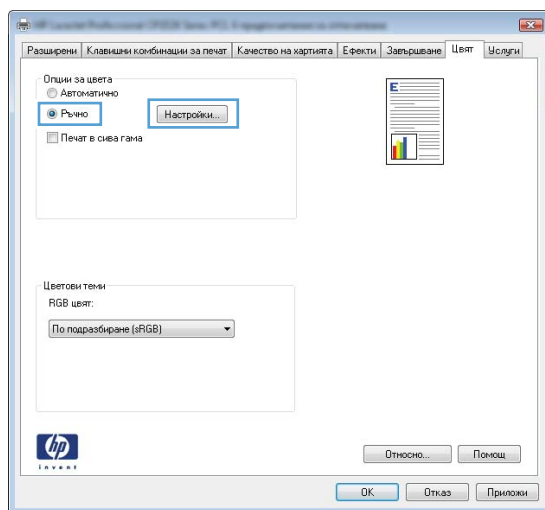 Разширени Клавишни комбинации за печат Качество на хартията Ефекти Завършване Цвят Услуги
Опции за цвета
Автоматично
Ръчно
Настройки...
Печат в сива гама
E
Цветови теми
RGB цвят:
По подразбиране (sRGB)
hp
invent
Относно...
Помощ
OK
Отказ
Приложи